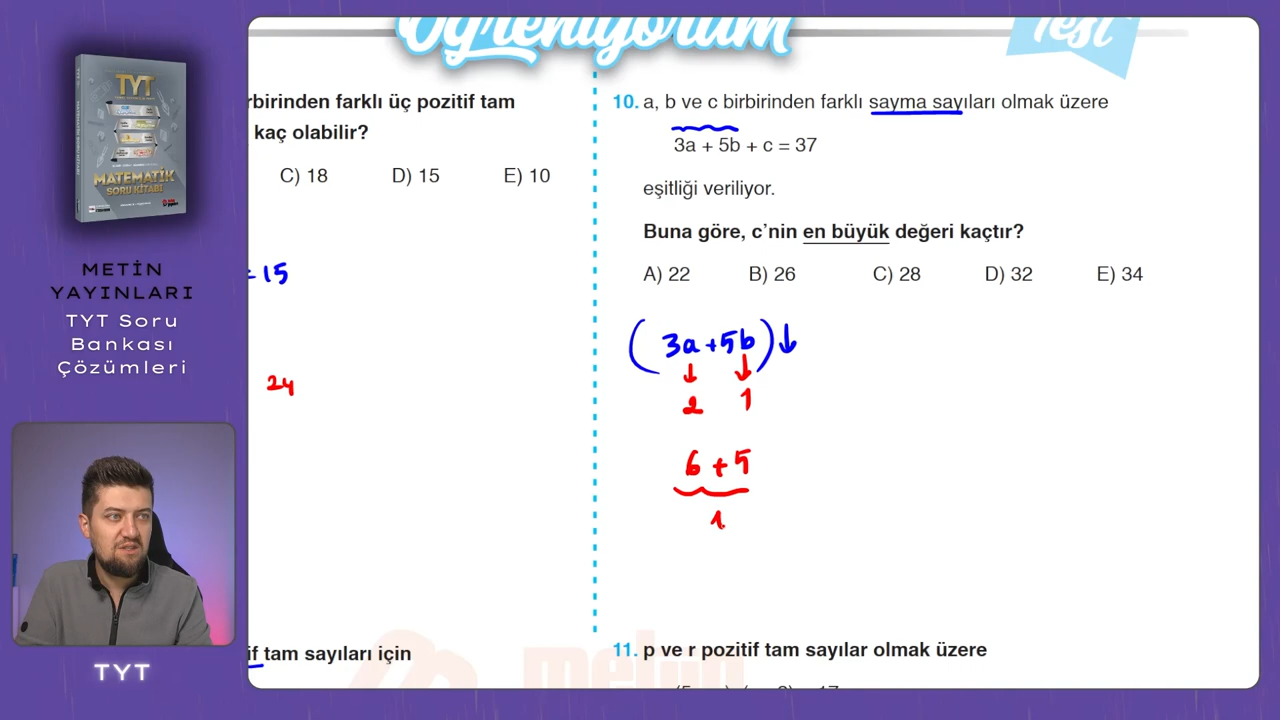 Öğreniyorum
Test
TYT
MATEMATİK
SORU KİTABI
METİN
YAYINLARI
TYT Soru
Bankası
Çözümleri
TYT
rbirinden farklı üç pozitif tam
kaç olabilir?
C) 18 D) 15 E) 10
= 15
24
if tam sayıları için
10. a, b ve c birbirinden farklı sayma sayıları olmak üzere
3a + 5b + c = 37
eşitliği veriliyor.
Buna göre, c’nin en büyük değeri kaçtır?
A) 22 B) 26 C) 28 D) 32 E) 34
(3a+5b)↓
↓ ↓
2 1
6 + 5
1
11. p ve r pozitif tam sayılar olmak üzere
metin